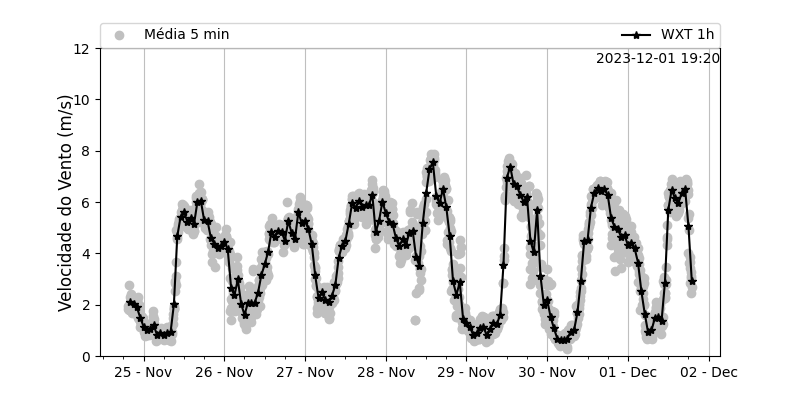 Média 5 min
WXT 1h
2023-12-01 19:20
Velocidade do Vento (m/s)
12
10
8
6
4
2
0
25 - Nov
26 - Nov
27 - Nov
28 - Nov
29 - Nov
30 - Nov
01 - Dec
02 - Dec